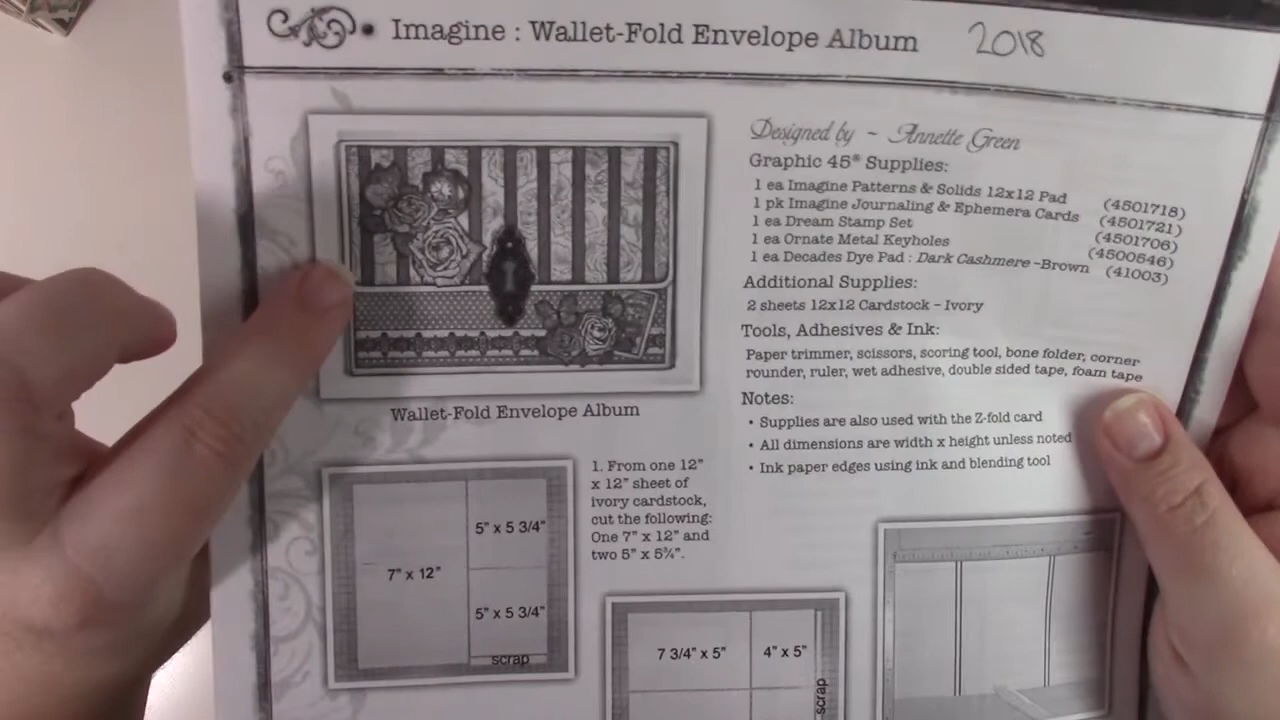 Imagine : Wallet-Fold Envelope Album
2018
Designed by ~ Annette Green
Graphic 45® Supplies:
1 ea Imagine Patterns & Solids 12x12 Pad (4501718)
1 pk Imagine Journaling & Ephemera Cards (4501721)
1 ea Dream Stamp Set (4501706)
1 ea Ornate Metal Keyholes (4500546)
1 ea Decades Dye Pad : Dark Cashmere -Brown (41003)
Additional Supplies:
2 sheets 12x12 Cardstock - Ivory
Tools, Adhesives & Ink:
Paper trimmer, scissors, scoring tool, bone folder, corner
rounder, ruler, wet adhesive, double sided tape, foam tape
Notes:
• Supplies are also used with the Z-fold card
• All dimensions are width x height unless noted
• Ink paper edges using ink and blending tool
Wallet-Fold Envelope Album
1. From one 12"
x 12" sheet of
ivory cardstock,
cut the following:
One 7" x 12" and
two 5" x 5¾".
7" x 12"
5" x 5 3/4"
5" x 5 3/4"
scrap
7 3/4" x 5"
4" x 5"
scrap